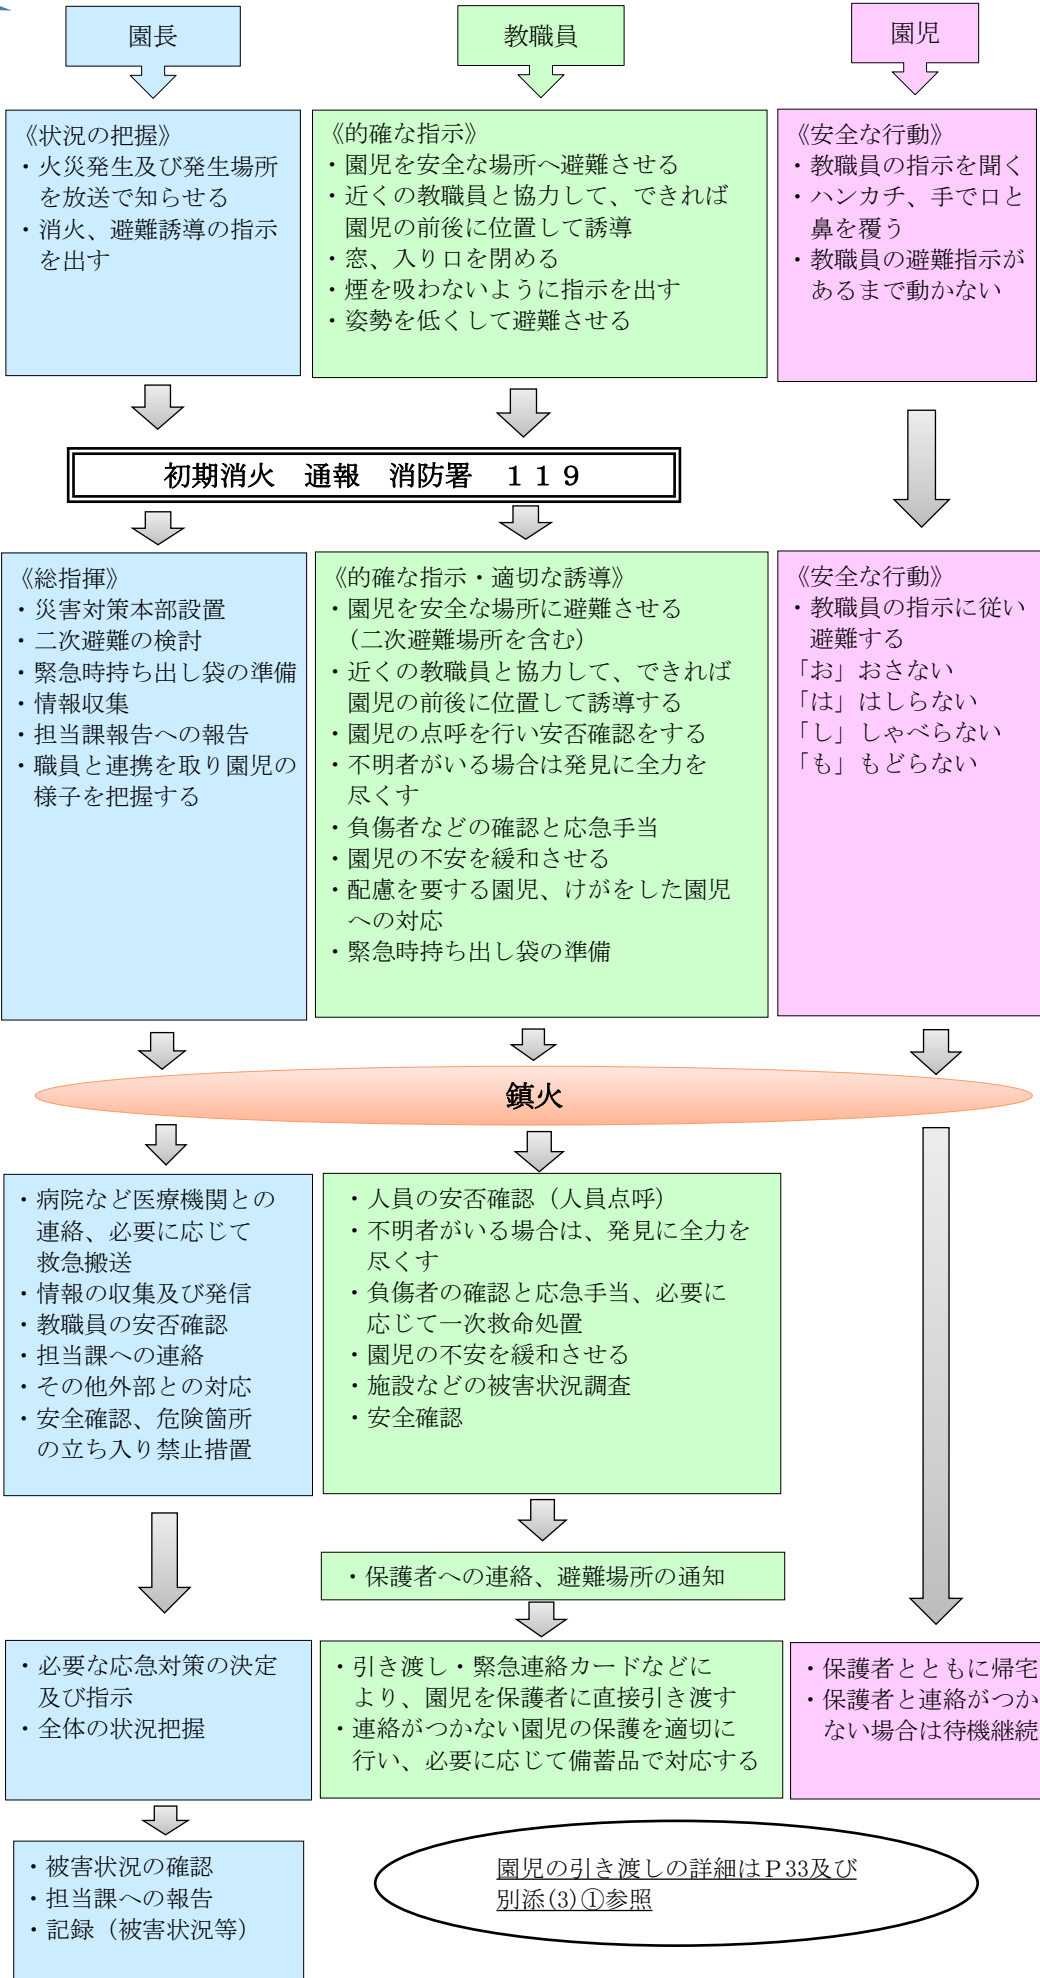 園長
教職員
園児
《状況の把握》
・火災発生及び発生場所
を放送で知らせる
・消火、避難誘導の指示
を出す
《的確な指示》
・園児を安全な場所へ避難させる
・近くの教職員と協力して、できれば
園児の前後に位置して誘導
・窓、入り口を閉める
・煙を吸わないように指示を出す
・姿勢を低くして避難させる
《安全な行動》
・教職員の指示を聞く
・ハンカチ、手で口と
鼻を覆う
・教職員の避難指示が
あるまで動かない
初期消火　通報　消防署　１１９
《総指揮》
・災害対策本部設置
・二次避難の検討
・緊急時持ち出し袋の準備
・情報収集
・担当課報告への報告
・職員と連携を取り園児の
様子を把握する
《的確な指示・適切な誘導》
・園児を安全な場所に避難させる
（二次避難場所を含む）
・近くの教職員と協力して、できれば
園児の前後に位置して誘導する
・園児の点呼を行い安否確認をする
・不明者がいる場合は発見に全力を
尽くす
・負傷者などの確認と応急手当
・園児の不安を緩和させる
・配慮を要する園児、けがをした園児
への対応
・緊急時持ち出し袋の準備
《安全な行動》
・教職員の指示に従い
避難する
「お」おさない
「は」はしらない
「し」しゃべらない
「も」もどらない
鎮火
・病院など医療機関との
連絡、必要に応じて
救急搬送
・情報の収集及び発信
・教職員の安否確認
・担当課への連絡
・その他外部との対応
・安全確認、危険箇所
の立ち入り禁止措置
・人員の安否確認（人員点呼）
・不明者がいる場合は、発見に全力を
尽くす
・負傷者の確認と応急手当、必要に
応じて一次救命処置
・園児の不安を緩和させる
・施設などの被害状況調査
・安全確認
・保護者への連絡、避難場所の通知
・必要な応急対策の決定
及び指示
・全体の状況把握
・引き渡し・緊急連絡カードなどに
より、園児を保護者に直接引き渡す
・連絡がつかない園児の保護を適切に
行い、必要に応じて備蓄品で対応する
・保護者とともに帰宅
・保護者と連絡がつか
ない場合は待機継続
・被害状況の確認
・担当課への報告
・記録（被害状況等）
園児の引き渡しの詳細はＰ33及び
別添(3)①参照